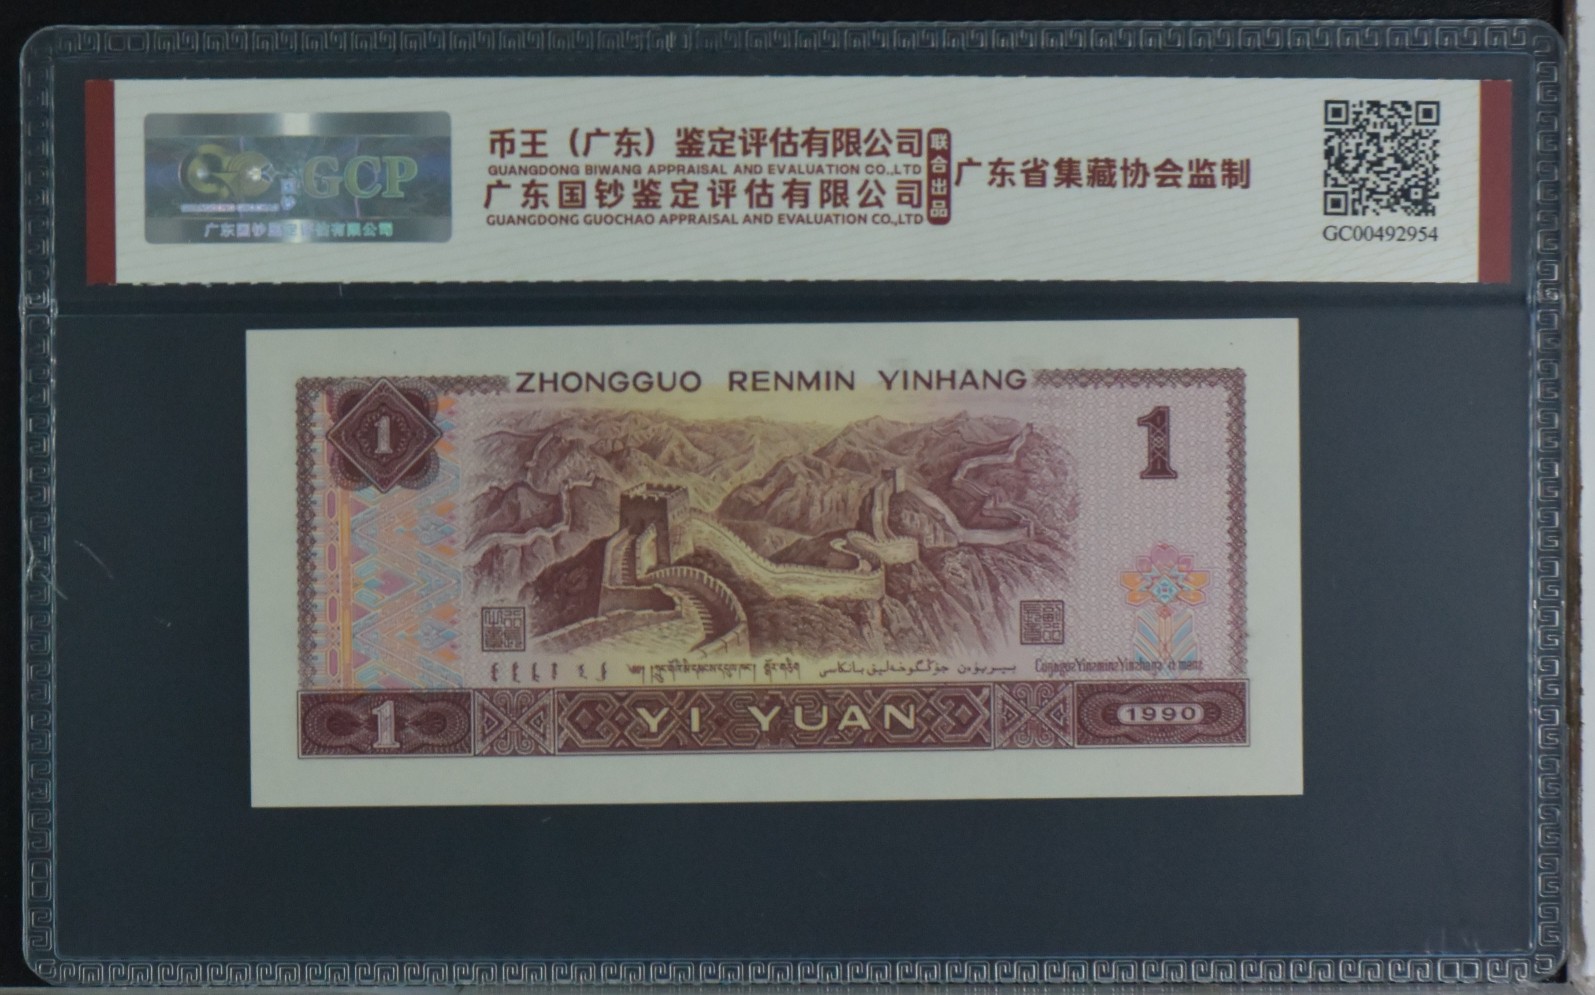 GCP
广东国钞鉴定评估有限公司
币王（广东）鉴定评估有限公司
GUANGDONG BIWANG APPRAISAL AND EVALUATION CO.,LTD
广东国钞鉴定评估有限公司
GUANGDONG GUOCHAO APPRAISAL AND EVALUATION CO.,LTD
联合出品
广东省集藏协会监制
GC00492954
ZHONGGUO RENMIN YINHANG
1
1
1
YI YUAN
1990